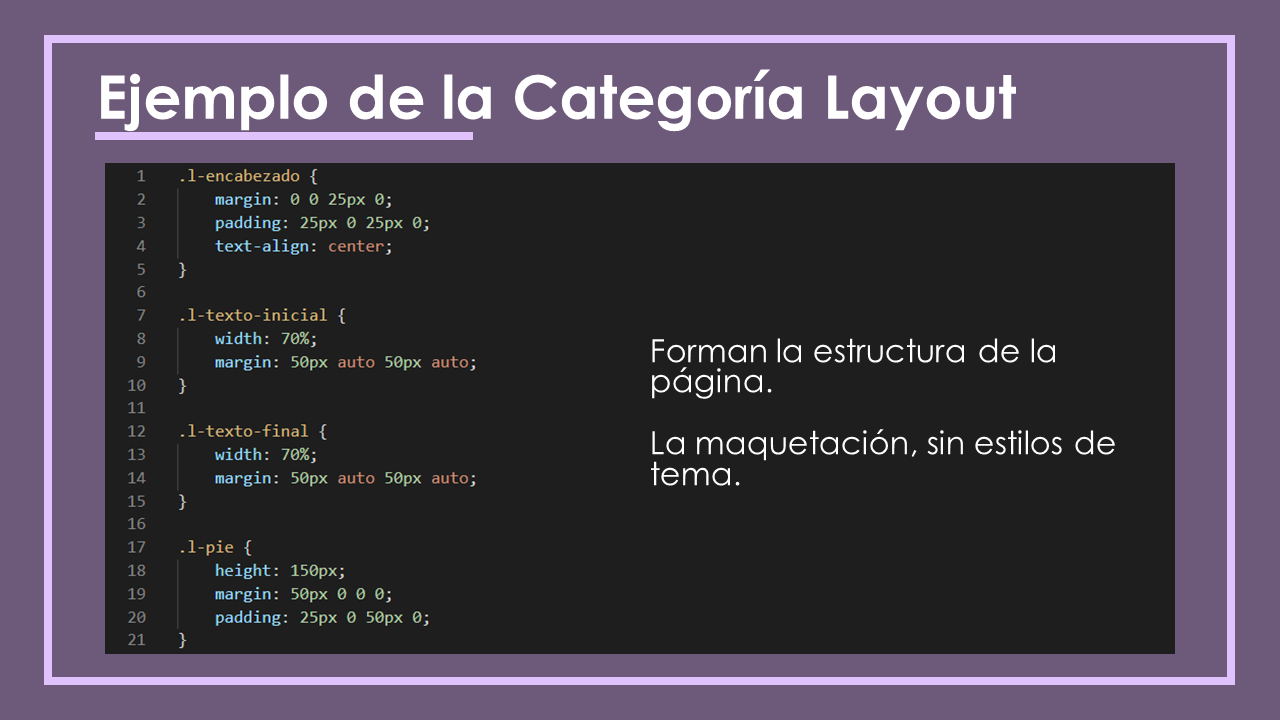 Ejemplo de la Categoría Layout
1 .l-encabezado {
2 margin: 0 0 25px 0;
3 padding: 25px 0 25px 0;
4 text-align: center;
5 }
6
7 .l-texto-inicial {
8 width: 70%;
9 margin: 50px auto 50px auto;
10 }
11
12 .l-texto-final {
13 width: 70%;
14 margin: 50px auto 50px auto;
15 }
16
17 .l-pie {
18 height: 150px;
19 margin: 50px 0 0 0;
20 padding: 25px 0 50px 0;
21 }
Forman la estructura de la
página.
La maquetación, sin estilos de
tema.